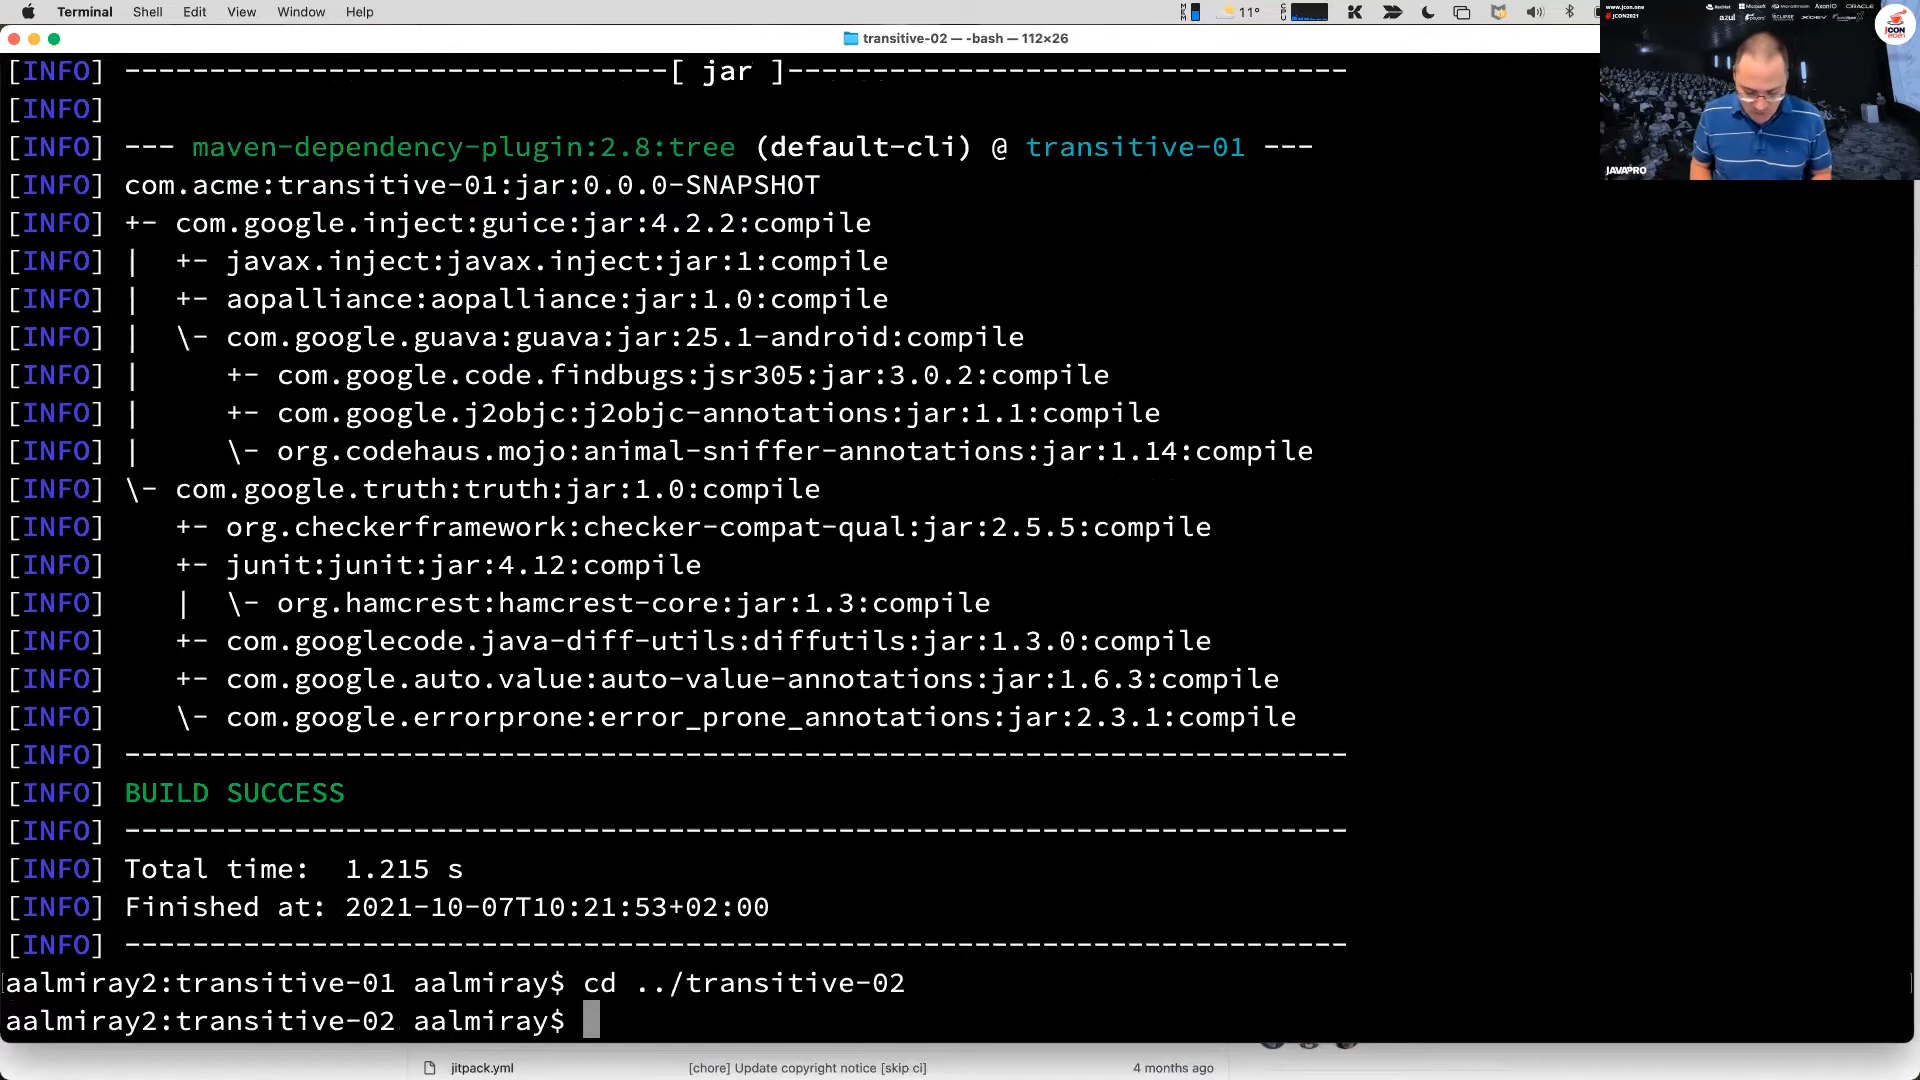 Terminal Shell Edit View Window Help
MEM 11° CPU
transitive-02 — -bash — 112×26
www.jcon.one
#JCON2021
azul
ORACLE
ECLIPSE
JCON
2021
JAVAPRO
[INFO] --------------------------------[ jar ]---------------------------------
[INFO]
[INFO] --- maven-dependency-plugin:2.8:tree (default-cli) @ transitive-01 ---
[INFO] com.acme:transitive-01:jar:0.0.0-SNAPSHOT
[INFO] +- com.google.inject:guice:jar:4.2.2:compile
[INFO] |  +- javax.inject:javax.inject:jar:1:compile
[INFO] |  +- aopalliance:aopalliance:jar:1.0:compile
[INFO] |  \- com.google.guava:guava:jar:25.1-android:compile
[INFO] |     +- com.google.code.findbugs:jsr305:jar:3.0.2:compile
[INFO] |     +- com.google.j2objc:j2objc-annotations:jar:1.1:compile
[INFO] |     \- org.codehaus.mojo:animal-sniffer-annotations:jar:1.14:compile
[INFO] \- com.google.truth:truth:jar:1.0:compile
[INFO]    +- org.checkerframework:checker-compat-qual:jar:2.5.5:compile
[INFO]    +- junit:junit:jar:4.12:compile
[INFO]    |  \- org.hamcrest:hamcrest-core:jar:1.3:compile
[INFO]    +- com.googlecode.java-diff-utils:diffutils:jar:1.3.0:compile
[INFO]    +- com.google.auto.value:auto-value-annotations:jar:1.6.3:compile
[INFO]    \- com.google.errorprone:error_prone_annotations:jar:2.3.1:compile
[INFO] ------------------------------------------------------------------------
[INFO] BUILD SUCCESS
[INFO] ------------------------------------------------------------------------
[INFO] Total time:  1.215 s
[INFO] Finished at: 2021-10-07T10:21:53+02:00
[INFO] ------------------------------------------------------------------------
aalmiray2:transitive-01 aalmiray$ cd ../transitive-02
aalmiray2:transitive-02 aalmiray$
jitpack.yml [chore] Update copyright notice [skip ci] 4 months ago